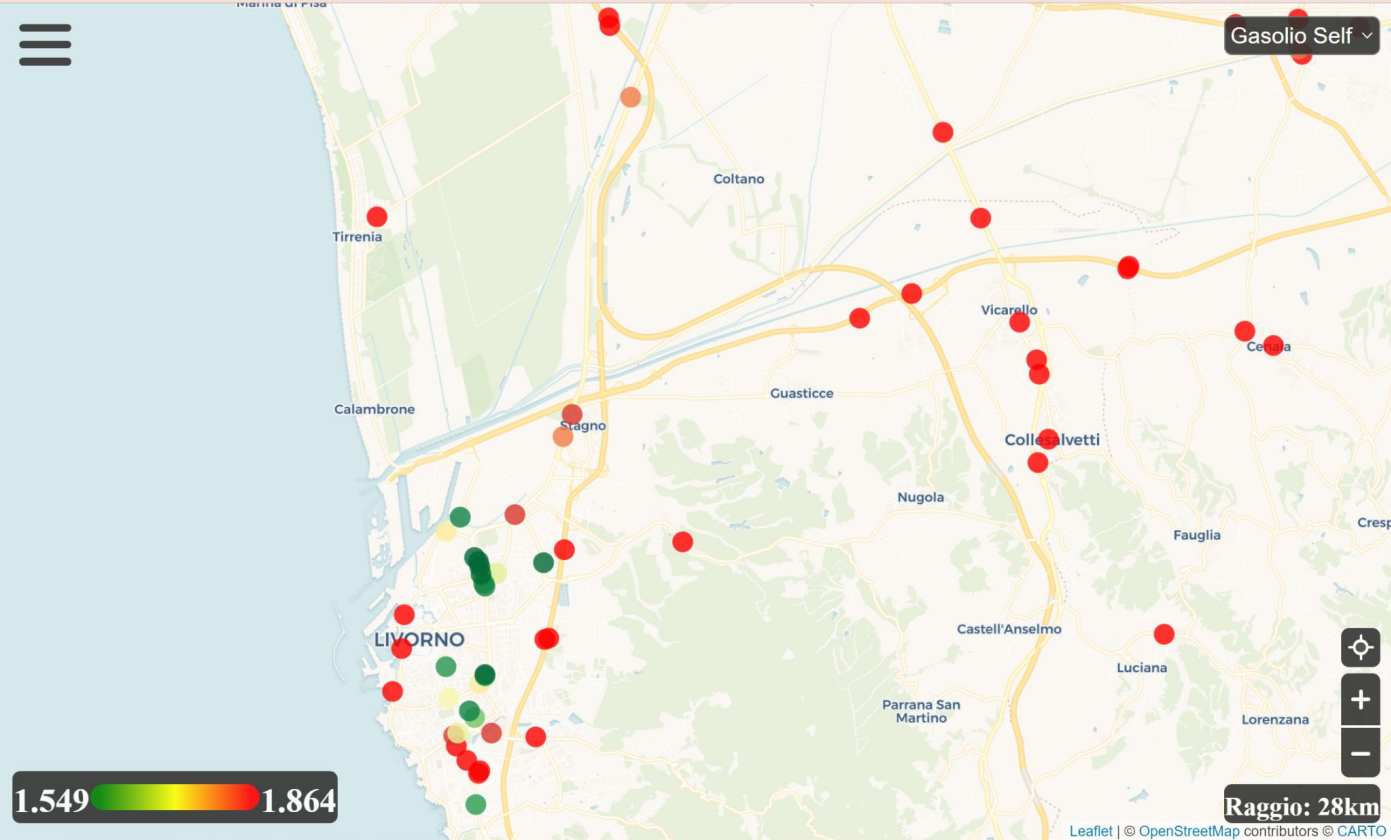 Marina di Pisa
Gasolio Self
Coltano
Tirrenia
Vicarello
Cenaia
Guasticce
Calambrone
Stagno
Collesalvetti
Nugola
Fauglia
Cresp
LIVORNO
Castell'Anselmo
Luciana
Parrana San
Martino
Lorenzana
1.549 1.864
Raggio: 28km
Leaflet | © OpenStreetMap contributors © CARTO